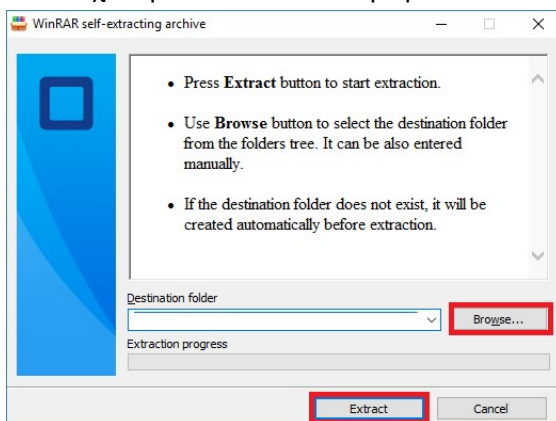 WinRAR self-extracting archive
• Press Extract button to start extraction.
• Use Browse button to select the destination folder
from the folders tree. It can be also entered
manually.
• If the destination folder does not exist, it will be
created automatically before extraction.
Destination folder
Browse...
Extraction progress
Extract
Cancel